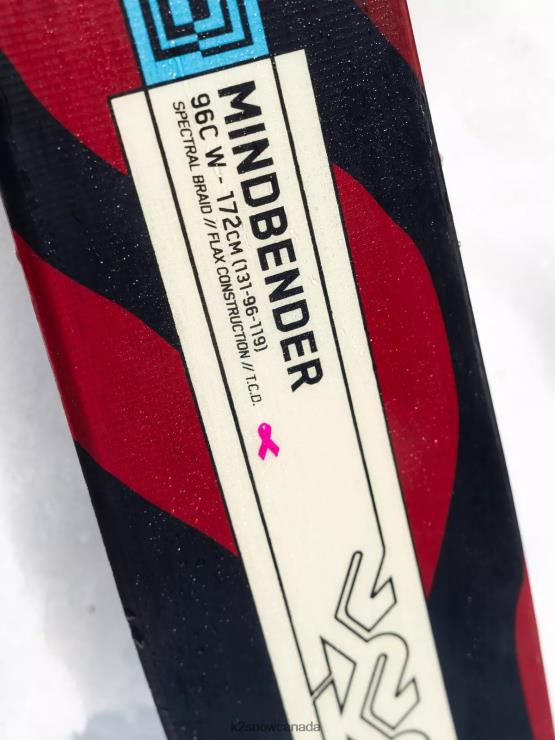 MINDBENDER
96C W - 172CM (131-96-119)
SPECTRAL BRAID // FLAX CONSTRUCTION // T.C.D.
k2snowcanada